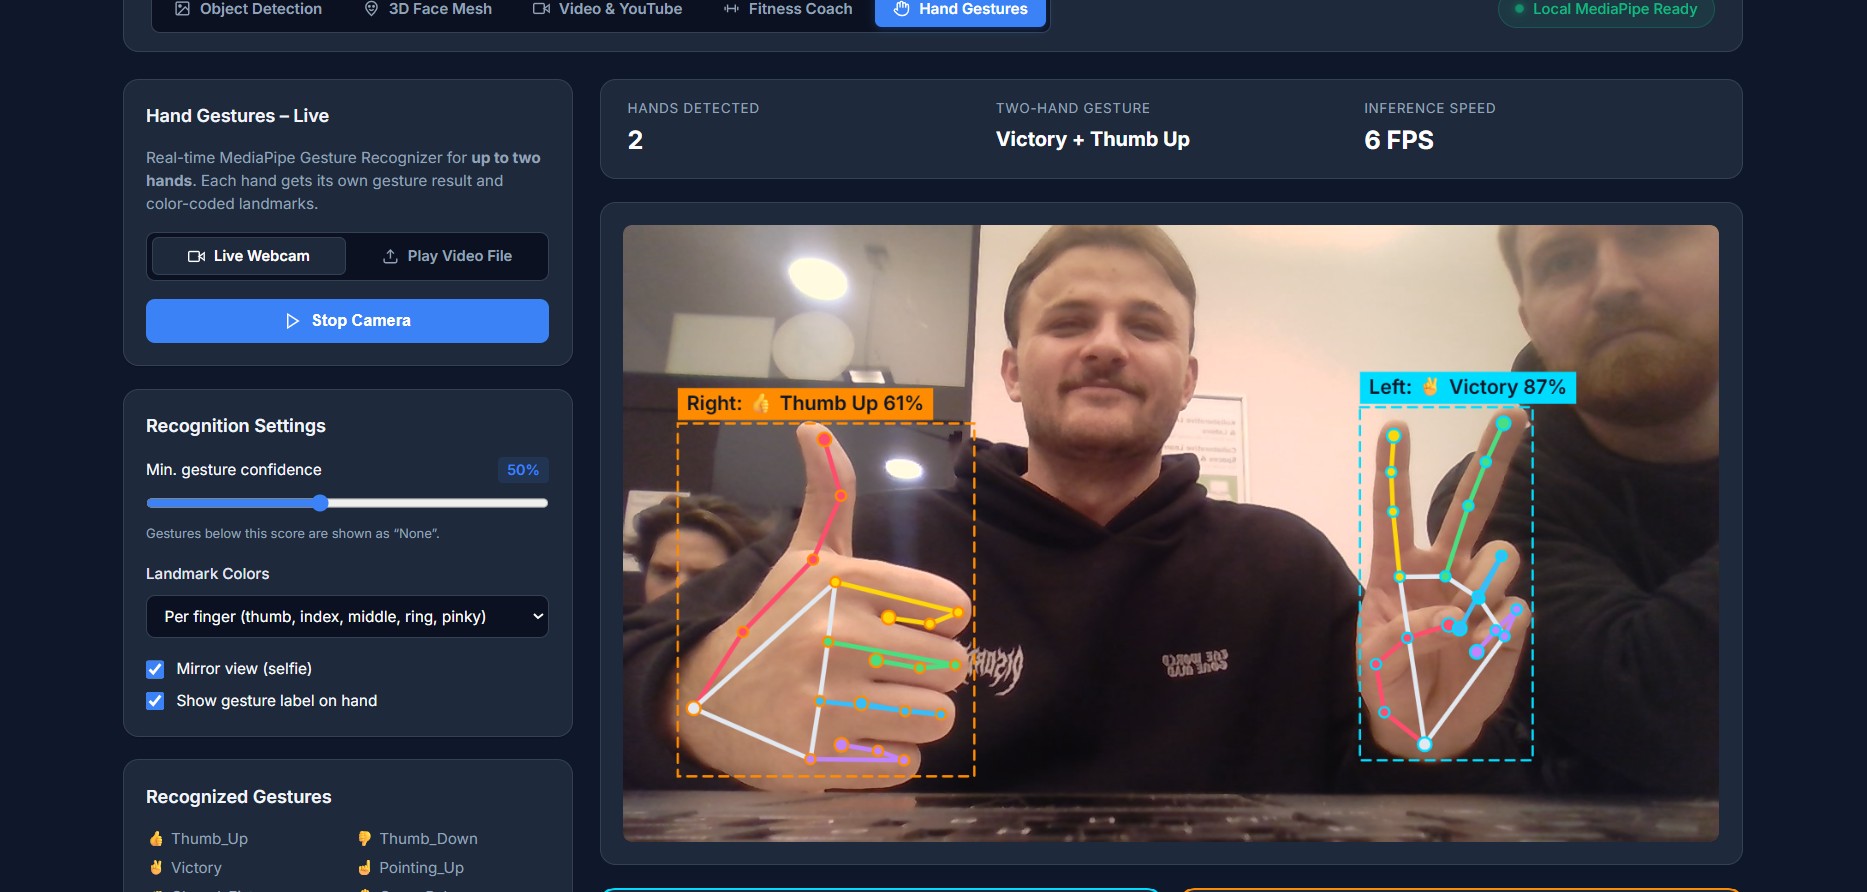 Object Detection
3D Face Mesh
Video & YouTube
Fitness Coach
Hand Gestures
Local MediaPipe Ready
Hand Gestures – Live
Real-time MediaPipe Gesture Recognizer for up to two
hands. Each hand gets its own gesture result and
color-coded landmarks.
Live Webcam
Play Video File
Stop Camera
Recognition Settings
Min. gesture confidence
50%
Gestures below this score are shown as “None”.
Landmark Colors
Per finger (thumb, index, middle, ring, pinky)
Mirror view (selfie)
Show gesture label on hand
Recognized Gestures
👍 Thumb_Up
👎 Thumb_Down
✌️ Victory
☝️ Pointing_Up
HANDS DETECTED
2
TWO-HAND GESTURE
Victory + Thumb Up
INFERENCE SPEED
6 FPS
Right: 👍 Thumb Up 61%
Left: ✌️ Victory 87%